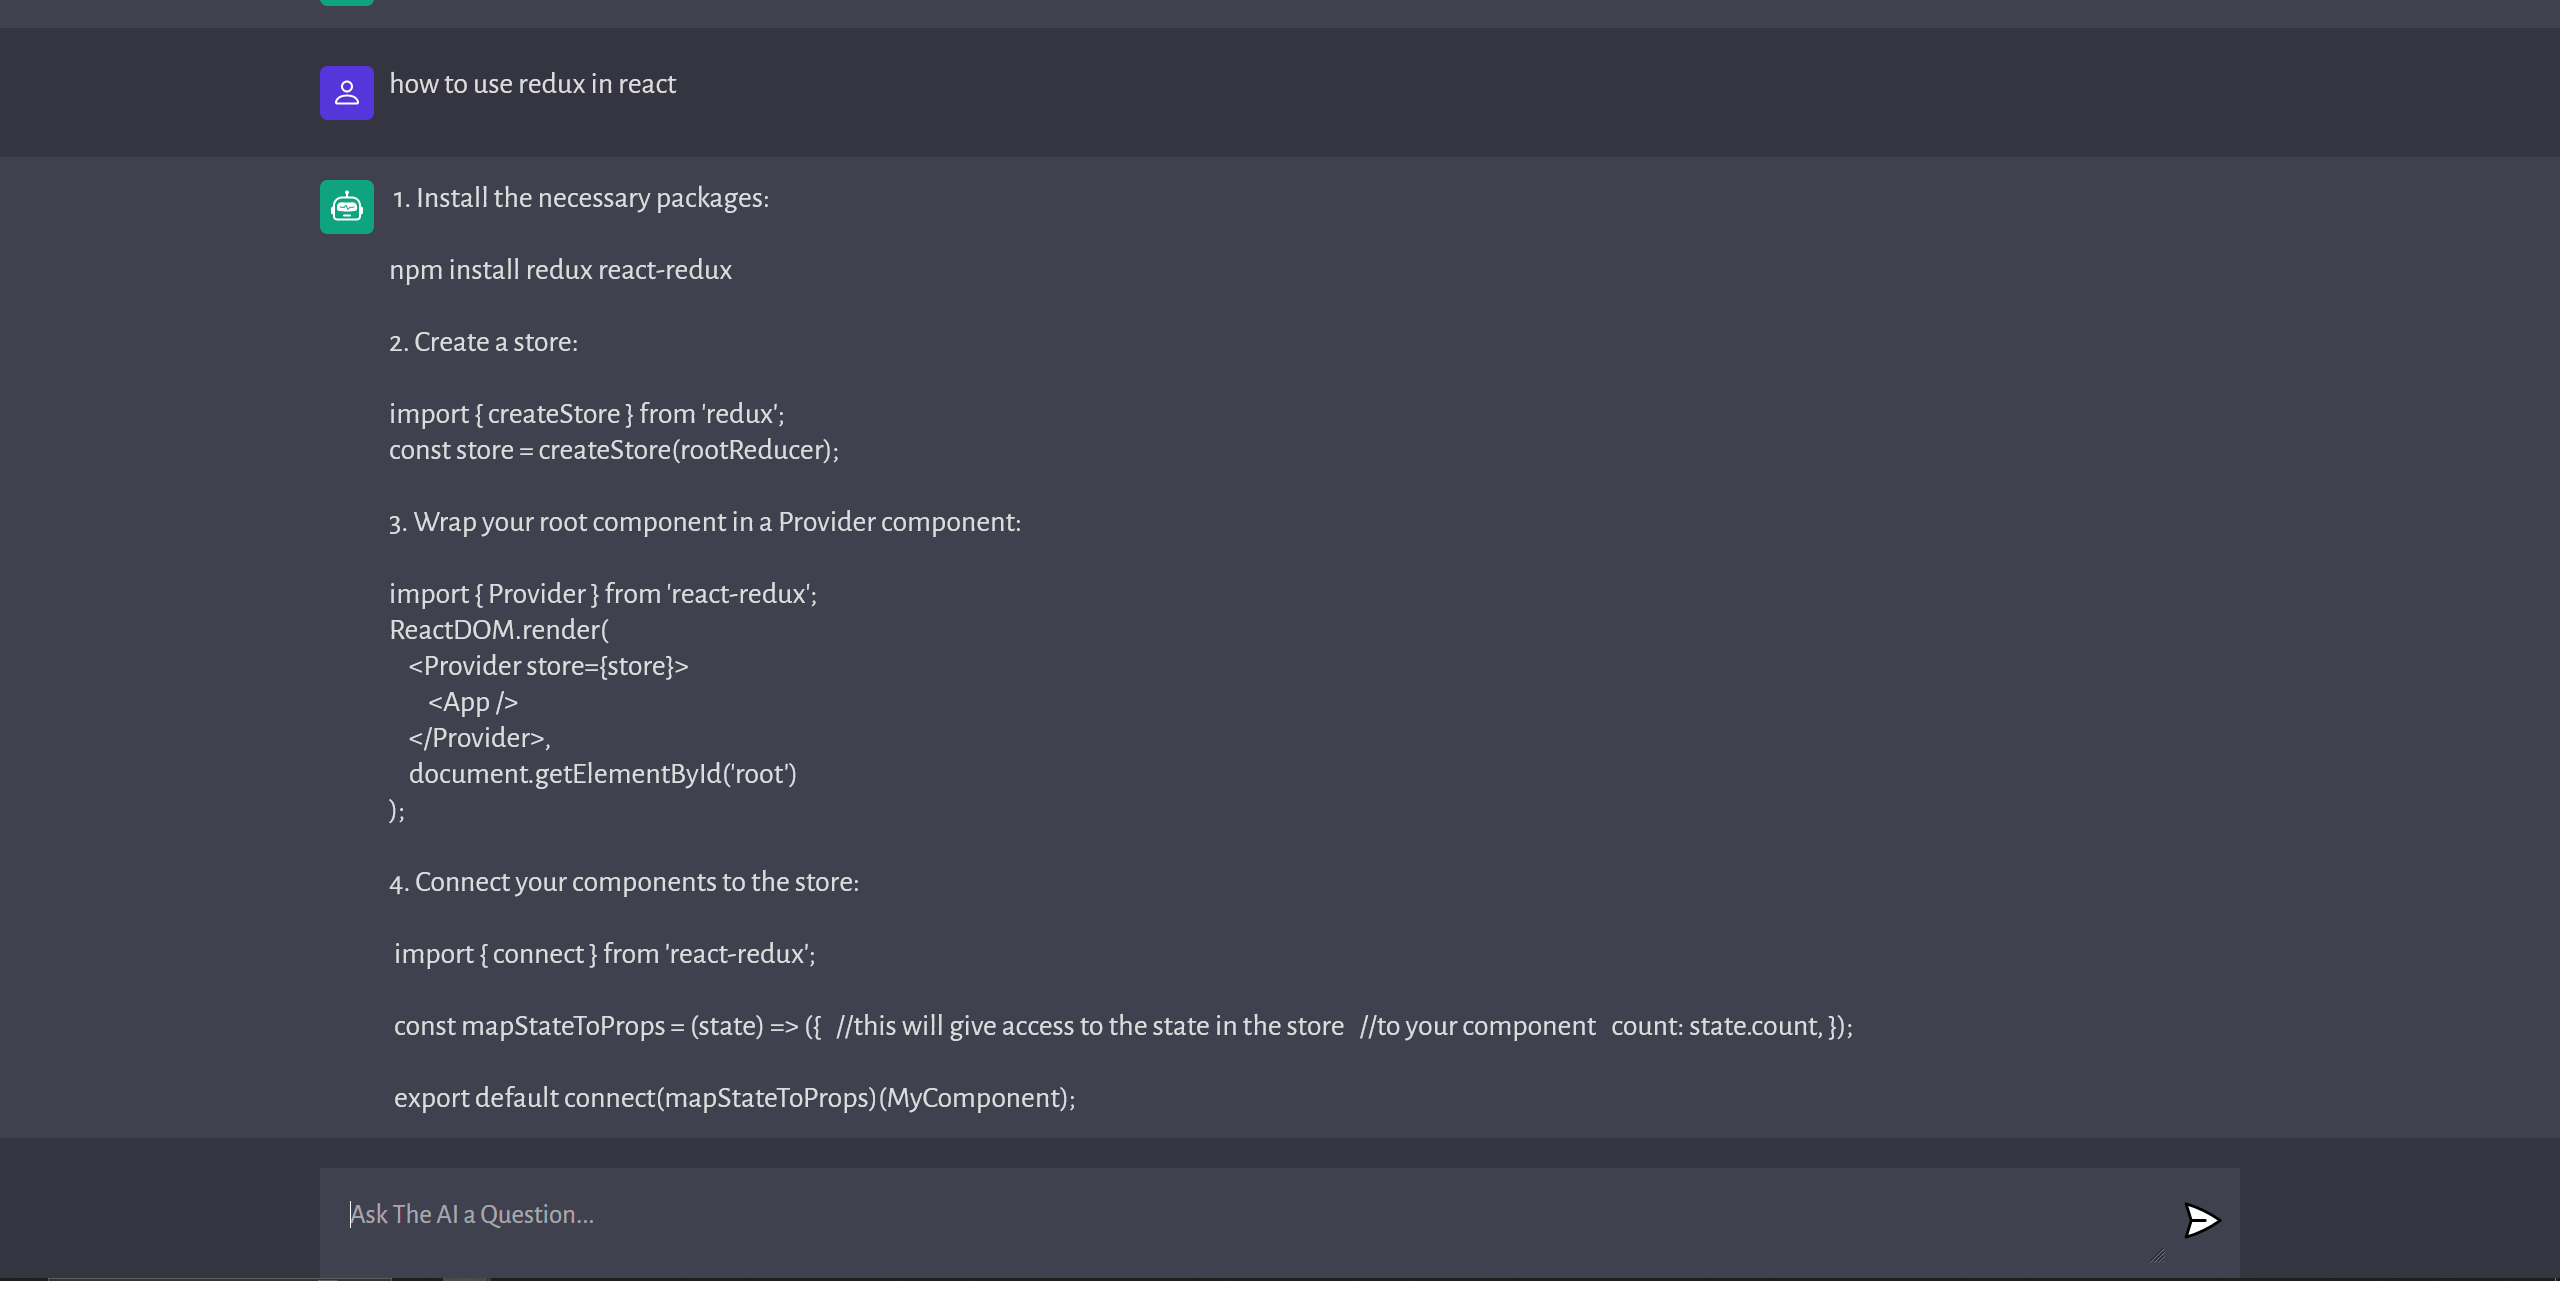 how to use redux in react
1. Install the necessary packages:
npm install redux react-redux
2. Create a store:
import { createStore } from 'redux';
const store = createStore(rootReducer);
3. Wrap your root component in a Provider component:
import { Provider } from 'react-redux';
ReactDOM.render(
<Provider store={store}>
<App />
</Provider>,
document.getElementById('root')
);
4. Connect your components to the store:
import { connect } from 'react-redux';
const mapStateToProps = (state) => ({   //this will give access to the state in the store   //to your component   count: state.count, });
export default connect(mapStateToProps)(MyComponent);
Ask The AI a Question...